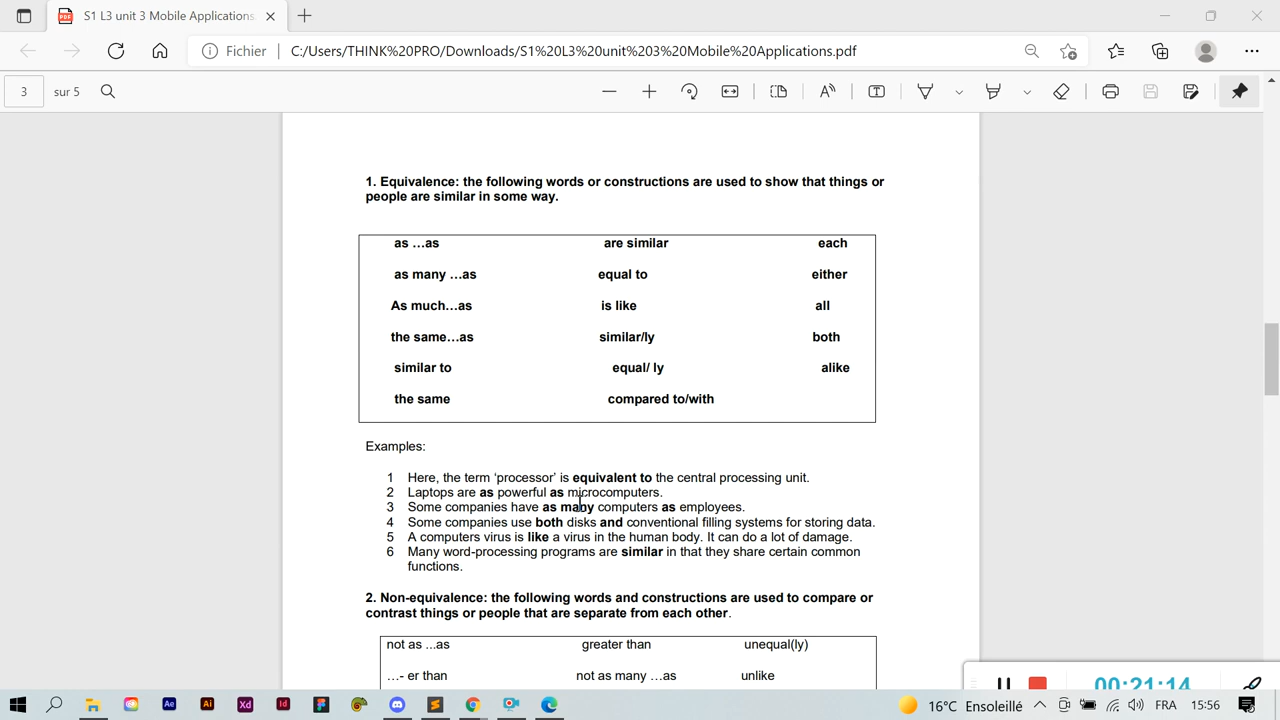 S1 L3 unit 3 Mobile Applications.
Fichier
C:/Users/THINK%20PRO/Downloads/S1%20L3%20unit%203%20Mobile%20Applications.pdf
3 sur 5
1. Equivalence: the following words or constructions are used to show that things or
people are similar in some way.
as …as are similar each
as many …as equal to either
As much…as is like all
the same…as similar/ly both
similar to equal/ ly alike
the same compared to/with
Examples:
1 Here, the term ‘processor’ is equivalent to the central processing unit.
2 Laptops are as powerful as microcomputers.
3 Some companies have as many computers as employees.
4 Some companies use both disks and conventional filling systems for storing data.
5 A computers virus is like a virus in the human body. It can do a lot of damage.
6 Many word-processing programs are similar in that they share certain common
functions.
2. Non-equivalence: the following words and constructions are used to compare or
contrast things or people that are separate from each other.
not as ...as greater than unequal(ly)
…- er than not as many …as unlike
00:21:14
Ae Ai Xd Id
16°C Ensoleillé FRA 15:56